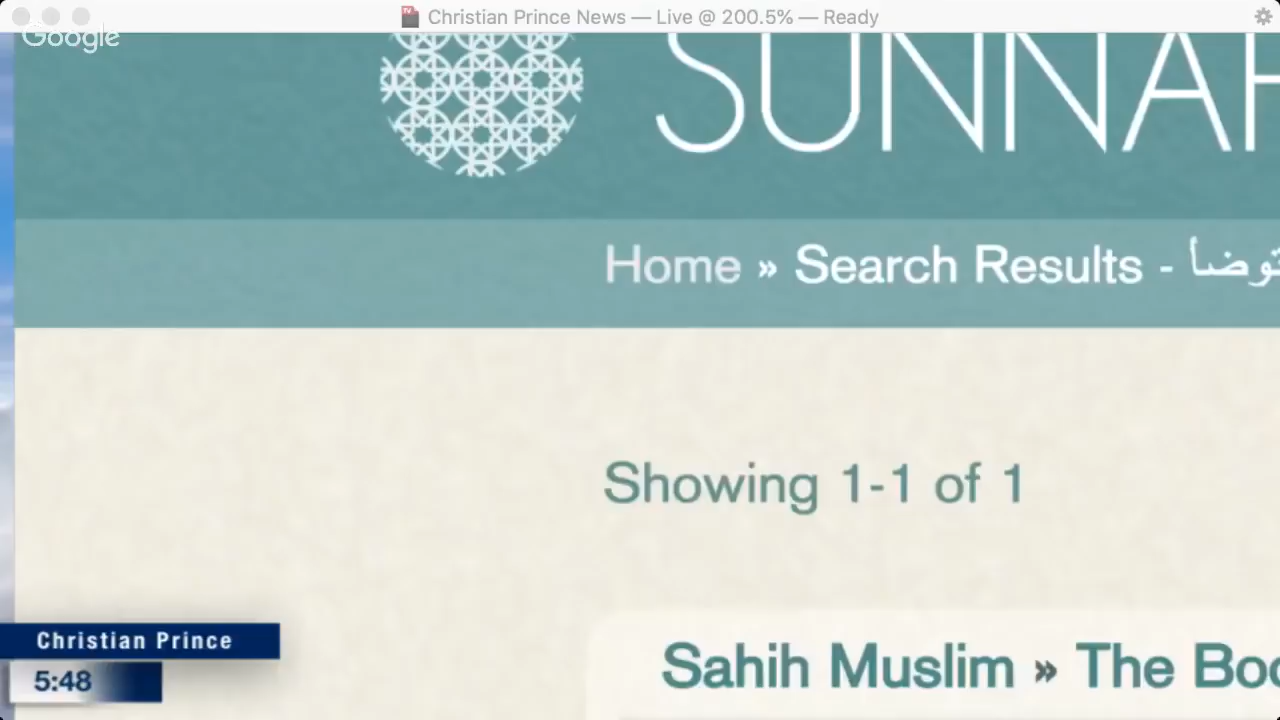 Christian Prince News — Live @ 200.5% — Ready
Google
SUNNAH
Home » Search Results - توضأ
Showing 1-1 of 1
Sahih Muslim » The Boo
Christian Prince
5:48